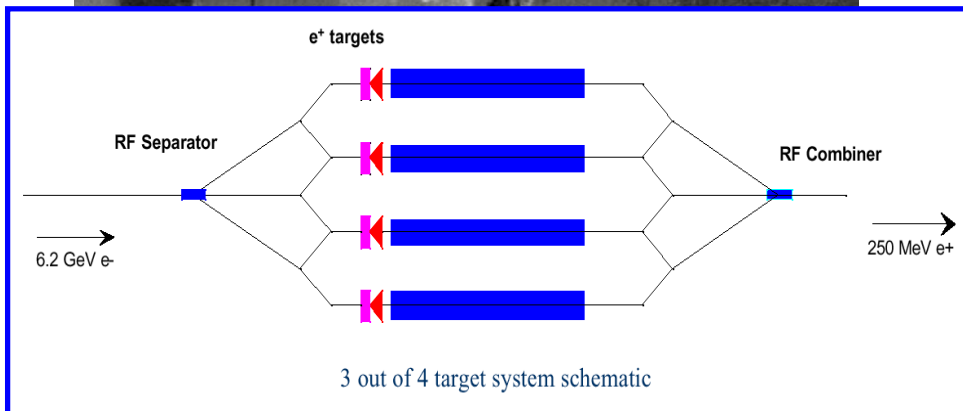 e⁺ targets
RF Separator
RF Combiner
6.2 GeV e-
250 MeV e+
3 out of 4 target system schematic